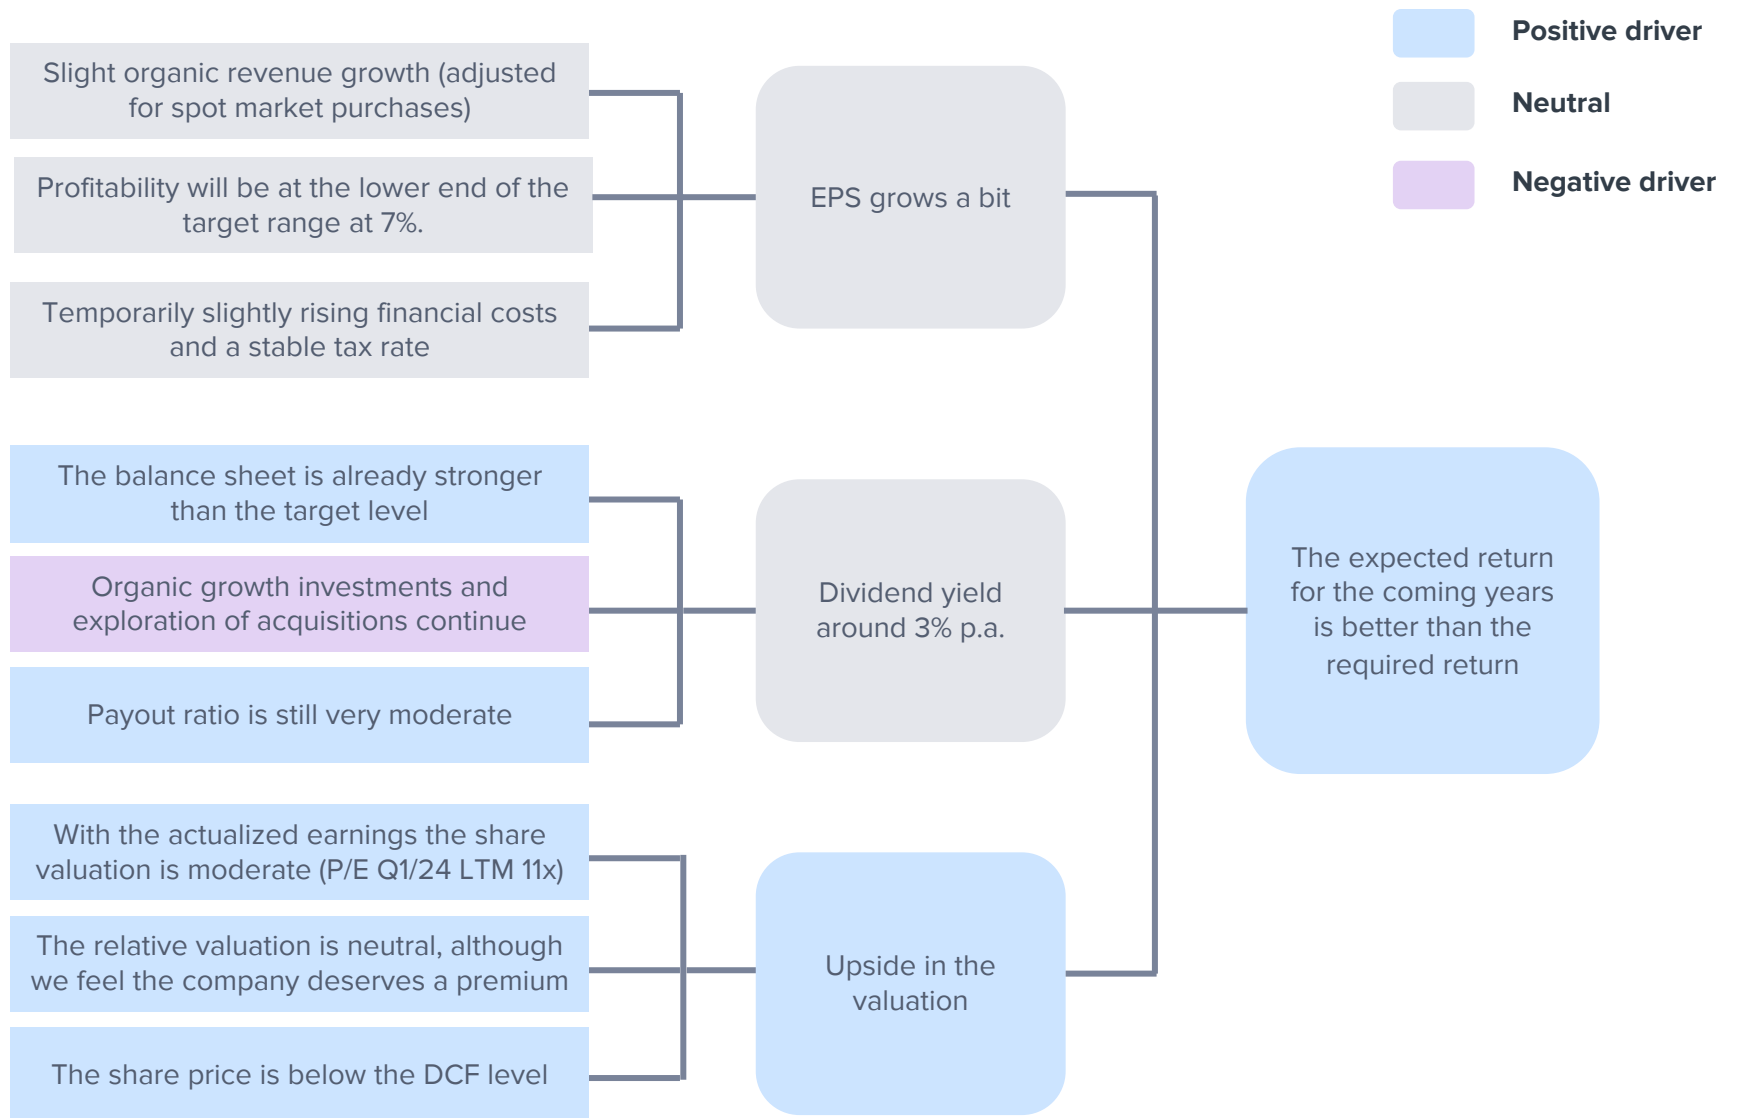 Positive driver
Neutral
Negative driver
Slight organic revenue growth (adjusted
for spot market purchases)
Profitability will be at the lower end of the
target range at 7%.
Temporarily slightly rising financial costs
and a stable tax rate
EPS grows a bit
The balance sheet is already stronger
than the target level
Organic growth investments and
exploration of acquisitions continue
Payout ratio is still very moderate
Dividend yield
around 3% p.a.
With the actualized earnings the share
valuation is moderate (P/E Q1/24 LTM 11x)
The relative valuation is neutral, although
we feel the company deserves a premium
The share price is below the DCF level
Upside in the
valuation
The expected return
for the coming years
is better than the
required return